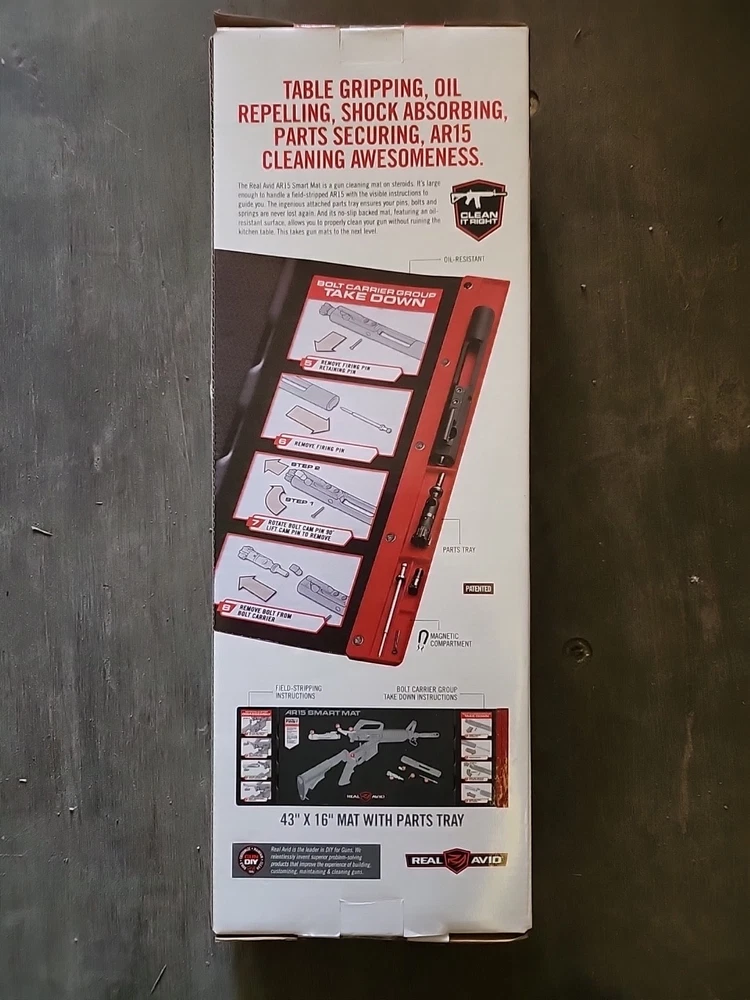 TABLE GRIPPING, OIL
REPELLING, SHOCK ABSORBING,
PARTS SECURING, AR15
CLEANING AWESOMENESS.
The Real Avid AR15 Smart Mat is a gun cleaning mat on steroids. It's large
enough to handle a field-stripped AR15 with the visible instructions to
guide you. The ingenious attached parts tray ensures your pins, bolts and
springs are never lost again. And its no-slip backed mat, featuring an oil-
resistant surface, allows you to properly clean your gun without ruining the
kitchen table. This takes gun mats to the next level.
CLEAN
IT RIGHT
OIL-RESISTANT
BOLT CARRIER GROUP
TAKE DOWN
5 REMOVE FIRING PIN
RETAINING PIN
6 REMOVE FIRING PIN
STEP 2
STEP 1
7 ROTATE BOLT CAM PIN 90°
LIFT CAM PIN TO REMOVE
8 REMOVE BOLT FROM
BOLT CARRIER
PARTS TRAY
PATENTED
MAGNETIC
COMPARTMENT
FIELD-STRIPPING
INSTRUCTIONS
BOLT CARRIER GROUP
TAKE DOWN INSTRUCTIONS
AR15 SMART MAT
REAL AVID
43" X 16" MAT WITH PARTS TRAY
DIY
Real Avid is the leader in DIY for Guns. We
relentlessly invent superior problem-solving
products that improve the experience of building,
customizing, maintaining & cleaning guns.
REAL AVID